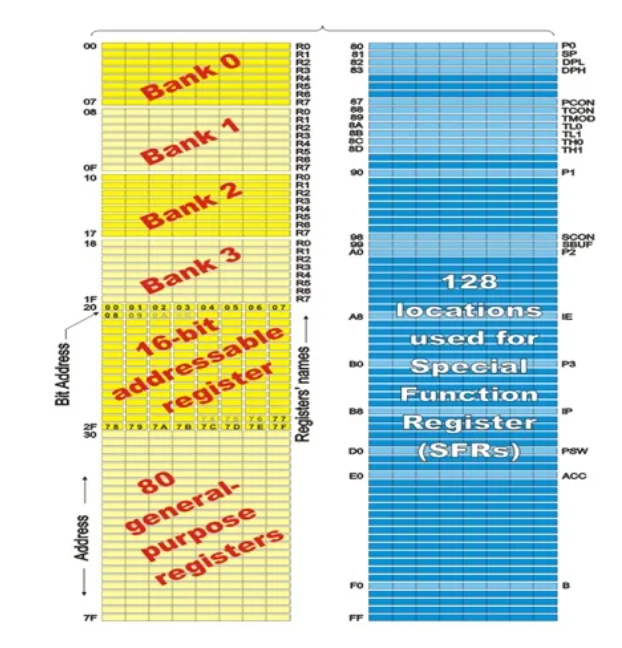 00
07
08
0F
10
17
18
1F
20
2F
30
7F
Bit Address
Address
Bank 0
Bank 1
Bank 2
Bank 3
00 01 02 03 04 05 06 07
08 09 0A
16-bit
addressable
register
76 77
78 79 7A 7B 7C 7D 7E 7F
80
general-
purpose
registers
R0
R1
R2
R3
R4
R5
R6
R7
R0
R1
R2
R3
R4
R5
R6
R7
R0
R1
R2
R3
R4
R5
R6
R7
R0
R1
R2
R3
R4
R5
R6
R7
Registers' names
80 P0
81 SP
82 DPL
83 DPH
87 PCON
88 TCON
89 TMOD
8A TL0
8B TL1
8C TH0
8D TH1
90 P1
98 SCON
99 SBUF
A0 P2
A8 IE
B0 P3
B8 IP
D0 PSW
E0 ACC
F0 B
FF
128
locations
used for
Special
Function
Register
(SFRs)